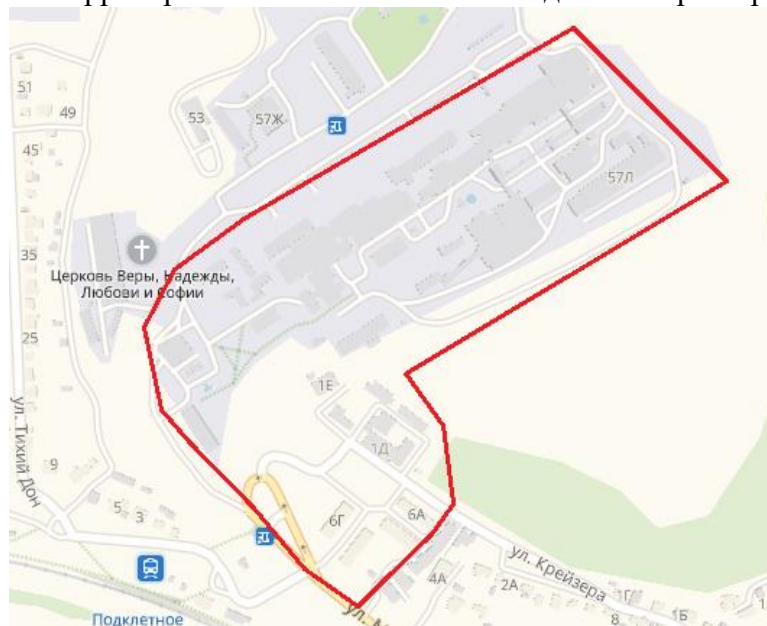 51
49
53
57Ж
45
57Л
35
Церковь Веры, Надежды,
Любови и Софии
25
1Е
ул. Тихий Дон
1Д
9
5
3
6Г
6А
ул. Крейзера
4А
2А
1Г
1Б
8
Подклетное